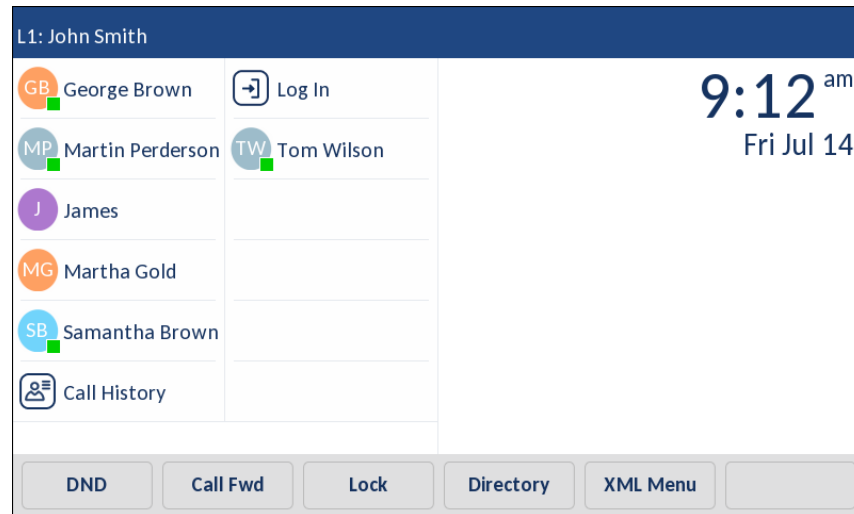 L1: John Smith
GB George Brown
Log In
9:12 am
MP Martin Perderson
TW Tom Wilson
Fri Jul 14
J James
MG Martha Gold
SB Samantha Brown
Call History
DND Call Fwd Lock Directory XML Menu